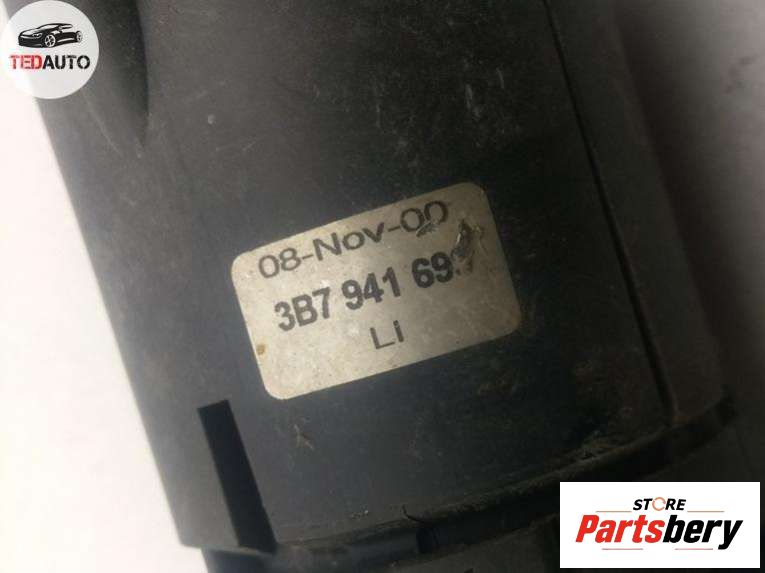 TEDAUTO
08-Nov-00
3B7 941 69
LI
STORE
Partsbery